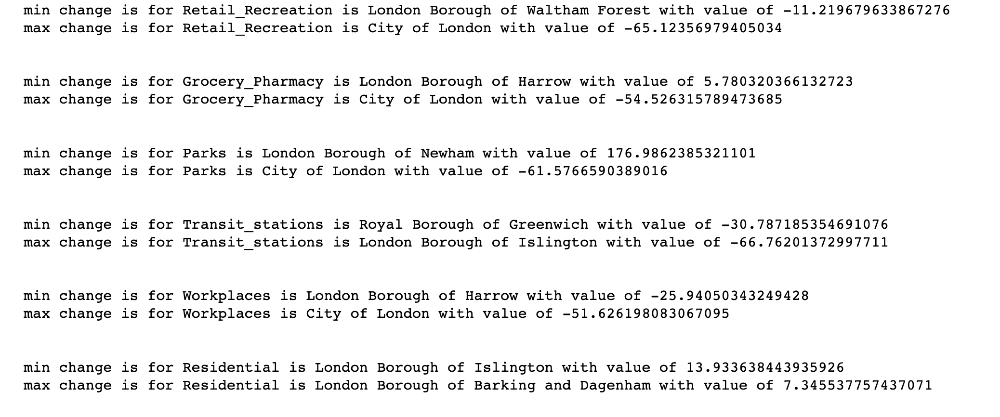 min change is for Retail_Recreation is London Borough of Waltham Forest with value of -11.219679633867276
max change is for Retail_Recreation is City of London with value of -65.12356979405034
min change is for Grocery_Pharmacy is London Borough of Harrow with value of 5.780320366132723
max change is for Grocery_Pharmacy is City of London with value of -54.526315789473685
min change is for Parks is London Borough of Newham with value of 176.9862385321101
max change is for Parks is City of London with value of -61.5766590389016
min change is for Transit_stations is Royal Borough of Greenwich with value of -30.787185354691076
max change is for Transit_stations is London Borough of Islington with value of -66.76201372997711
min change is for Workplaces is London Borough of Harrow with value of -25.94050343249428
max change is for Workplaces is City of London with value of -51.626198083067095
min change is for Residential is London Borough of Islington with value of 13.933638443935926
max change is for Residential is London Borough of Barking and Dagenham with value of 7.345537757437071